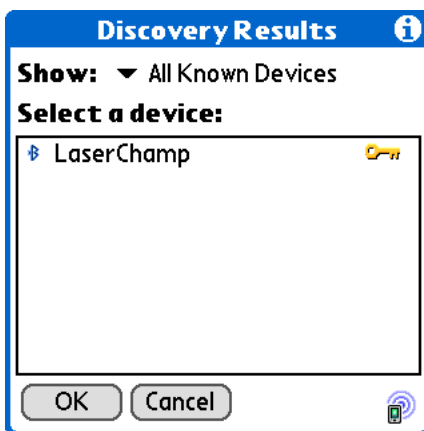 Discovery Results
Show: All Known Devices
Select a device:
LaserChamp
OK Cancel